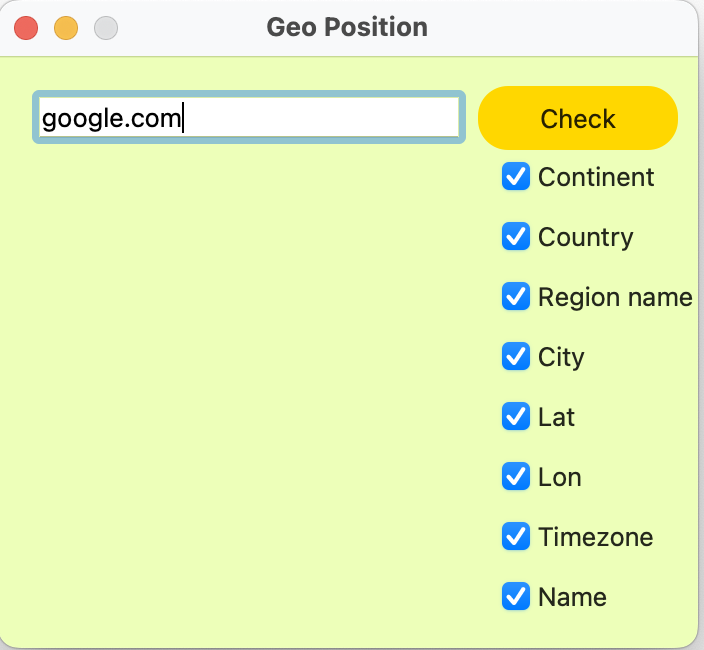 Geo Position
google.com
Check
Continent
Country
Region name
City
Lat
Lon
Timezone
Name